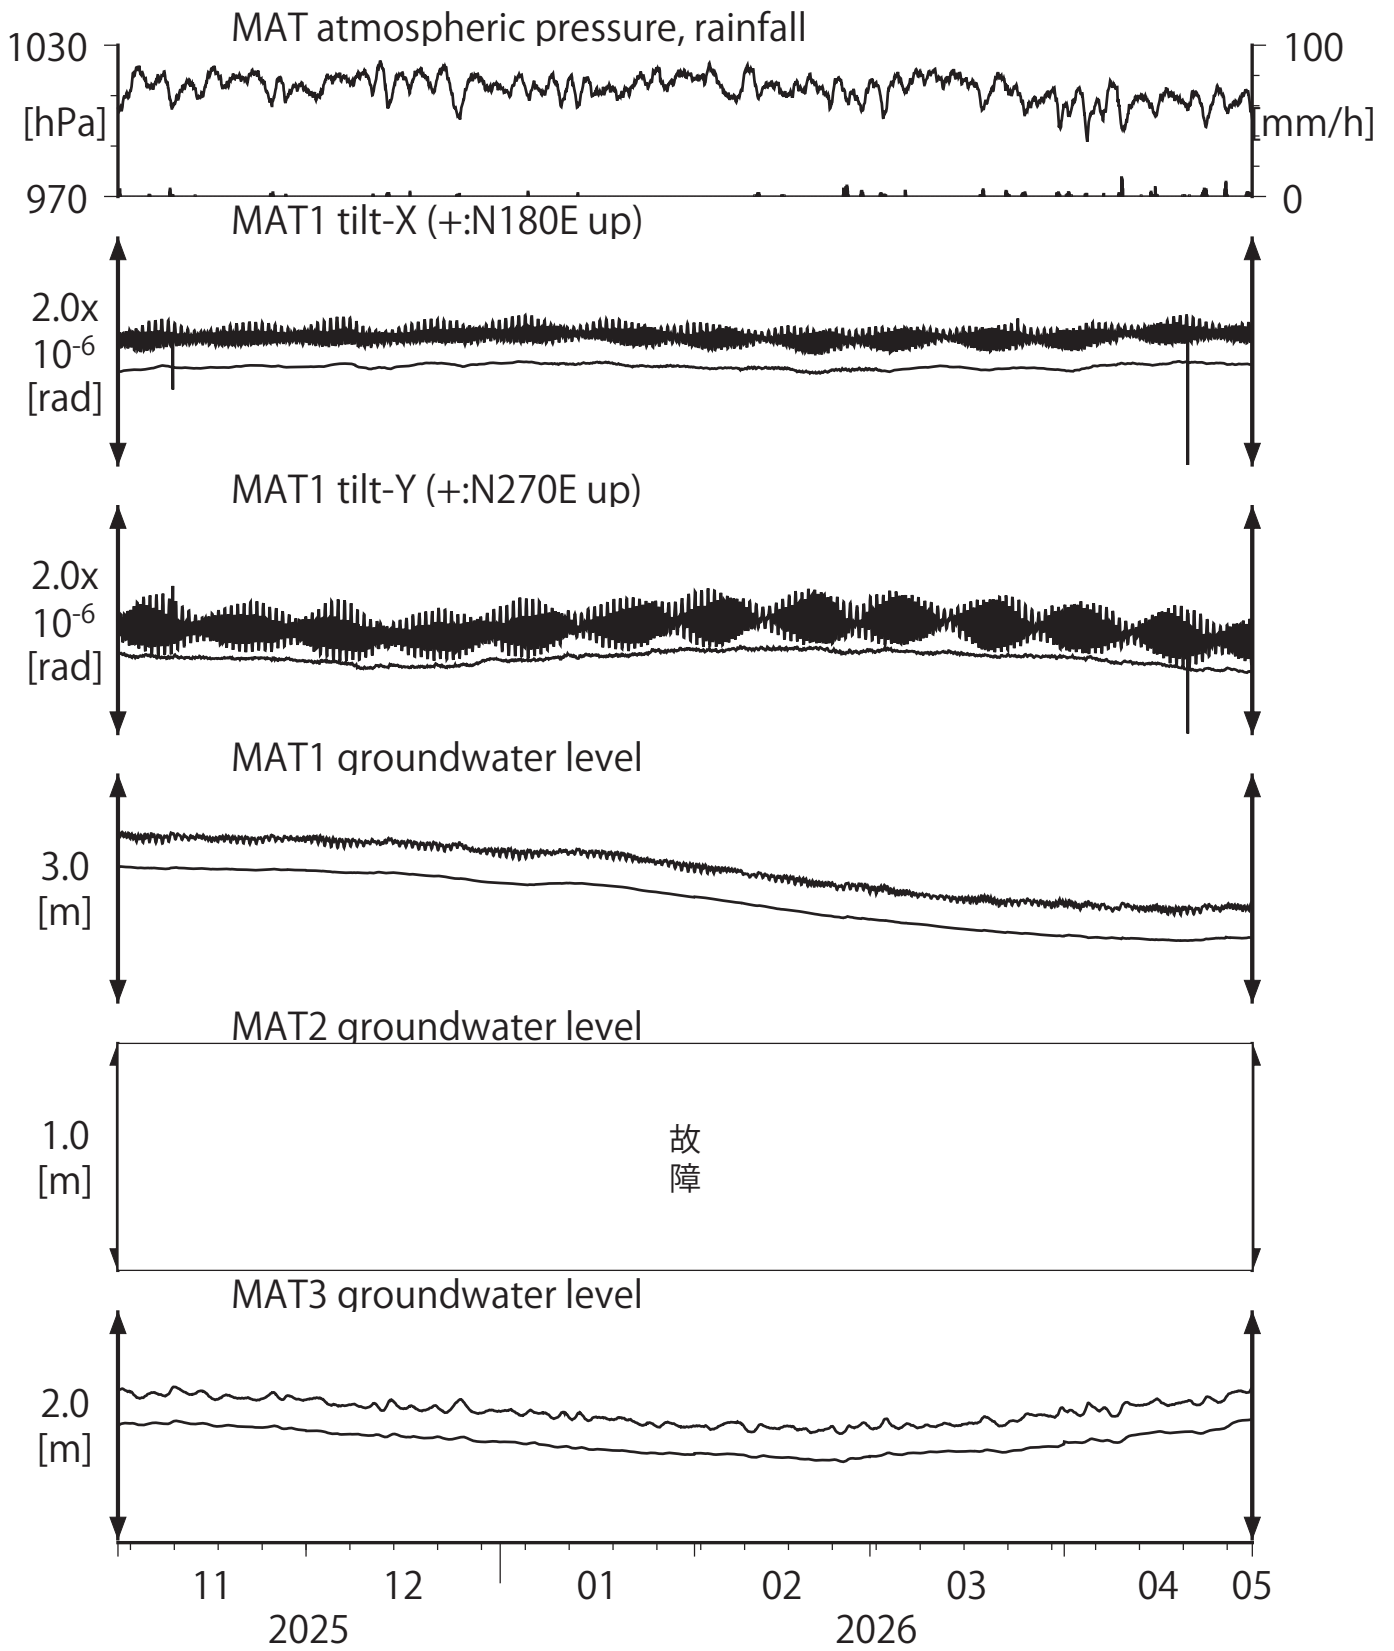 MAT atmospheric pressure, rainfall
1030
100
[hPa]
[mm/h]
970
0
MAT1 tilt-X (+:N180E up)
2.0x
10-6
[rad]
MAT1 tilt-Y (+:N270E up)
2.0x
10-6
[rad]
MAT1 groundwater level
3.0
[m]
MAT2 groundwater level
1.0
[m]
故
障
MAT3 groundwater level
2.0
[m]
11 12 01 02 03 04 05
2025 2026